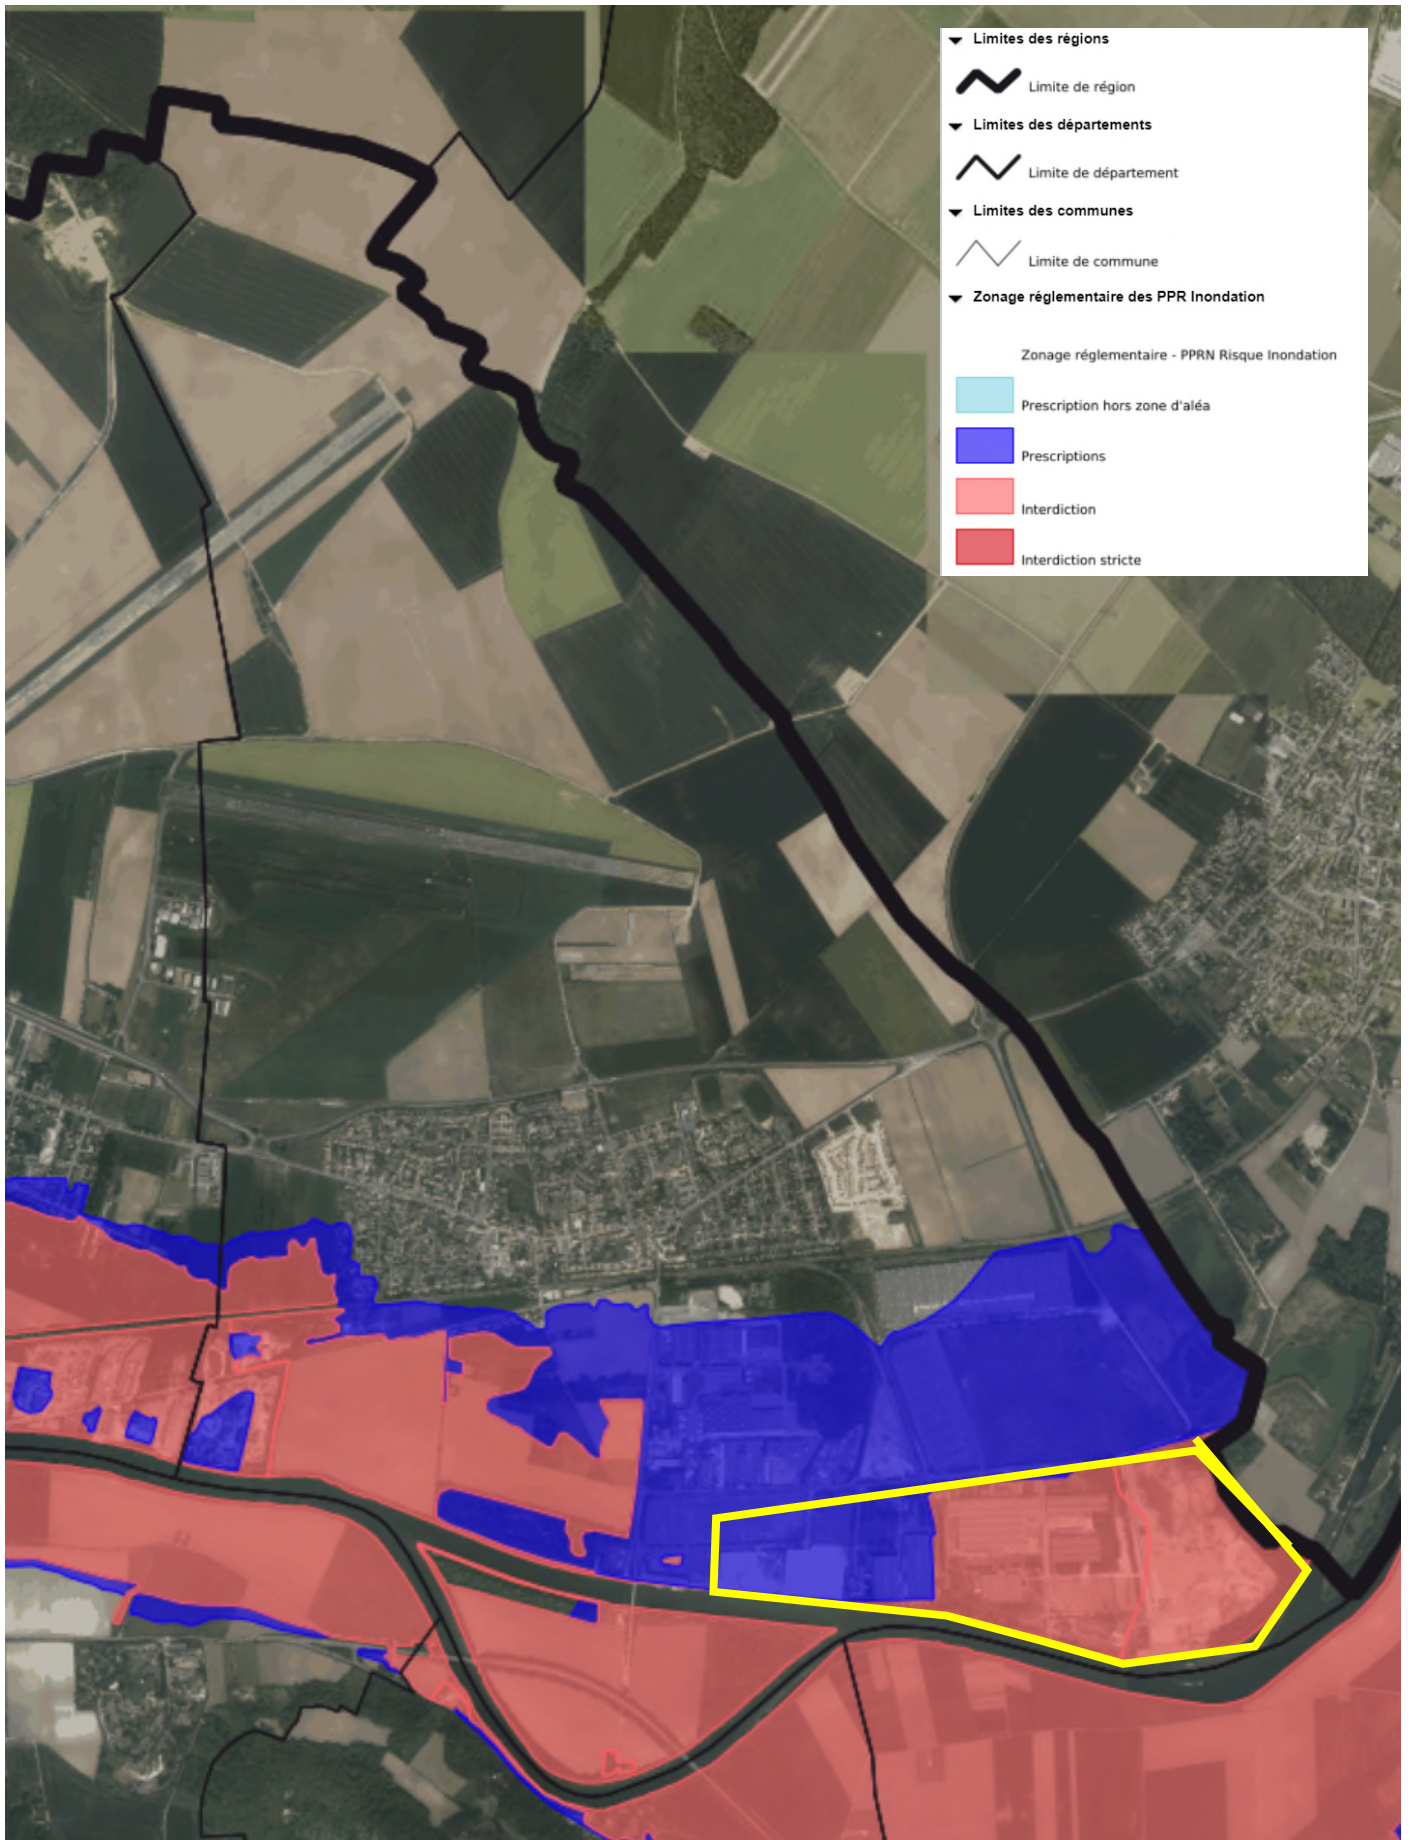 Limites des régions
Limite de région
Limites des départements
Limite de département
Limites des communes
Limite de commune
Zonage réglementaire des PPR Inondation
Zonage réglementaire - PPRN Risque Inondation
Prescription hors zone d'aléa
Prescriptions
Interdiction
Interdiction stricte